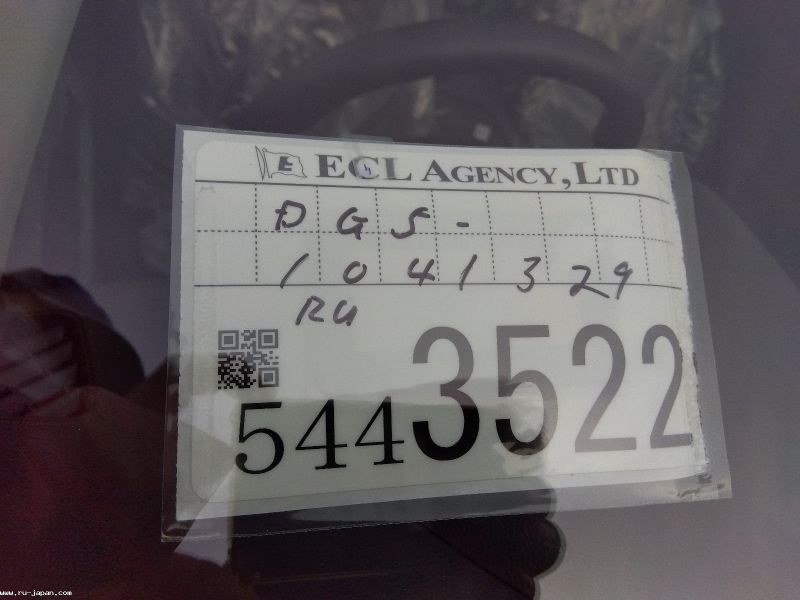 E ECL AGENCY,LTD
DGS-
1041329
RU
5443522
www.ru-japan.com